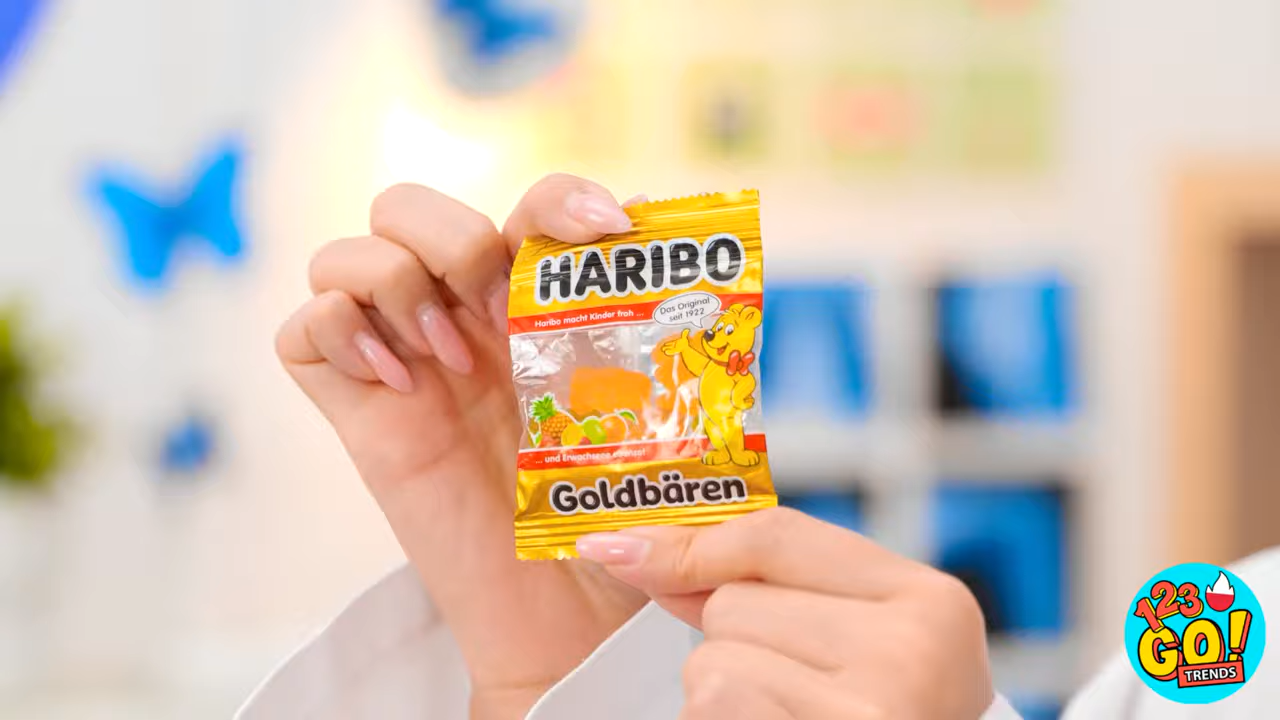 HARIBO
Haribo macht Kinder froh ...
Das Original
seit 1922
... und Erwachsene ebenso!
Goldbären
123
GO!
TRENDS